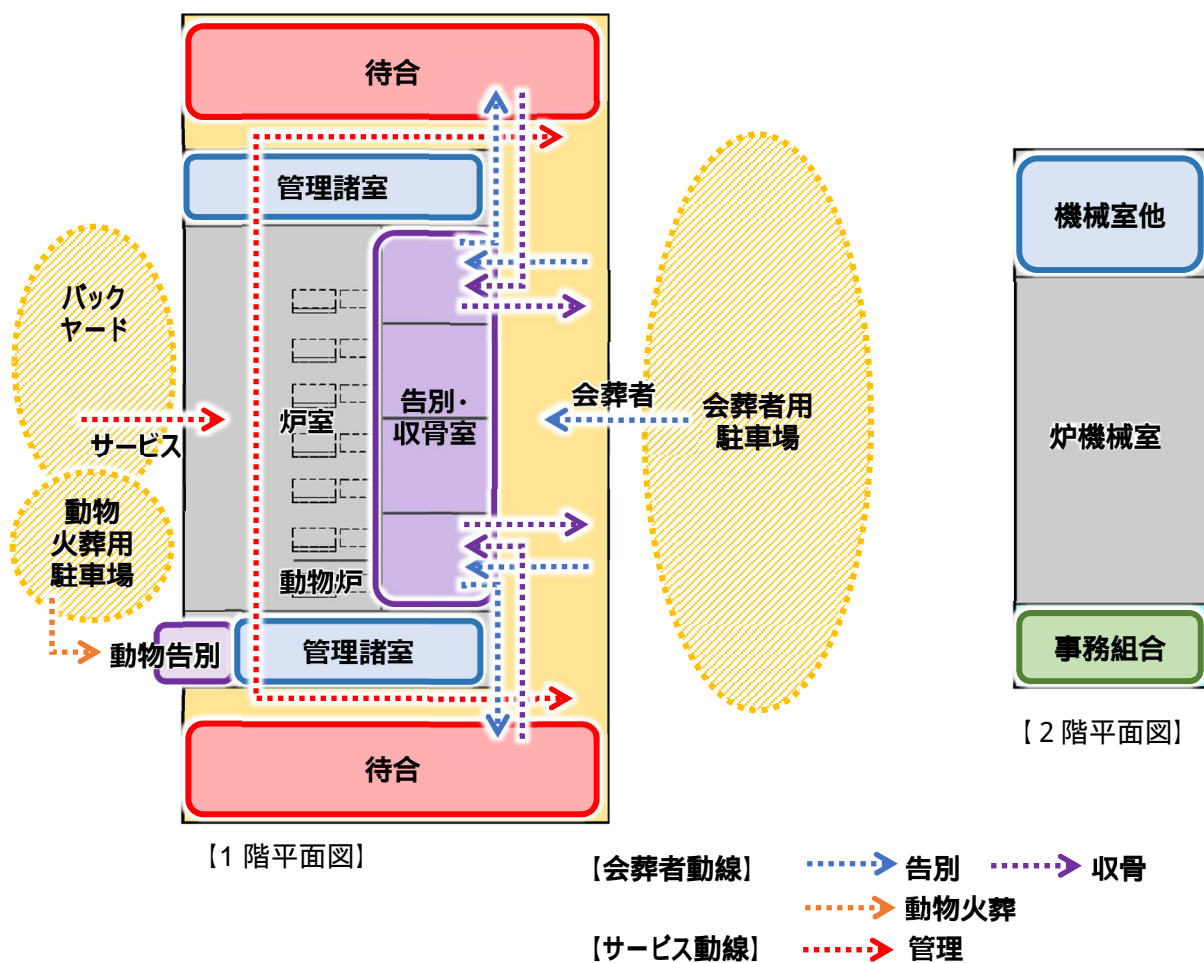 待合
管理諸室
機械室他
バック
ヤード
炉室
告別・
収骨室
会葬者
会葬者用
駐車場
炉機械室
サービス
動物
火葬用
駐車場
動物炉
動物告別
管理諸室
事務組合
待合
【2階平面図】
【1階平面図】
【会葬者動線】 告別 収骨
動物火葬
【サービス動線】 管理